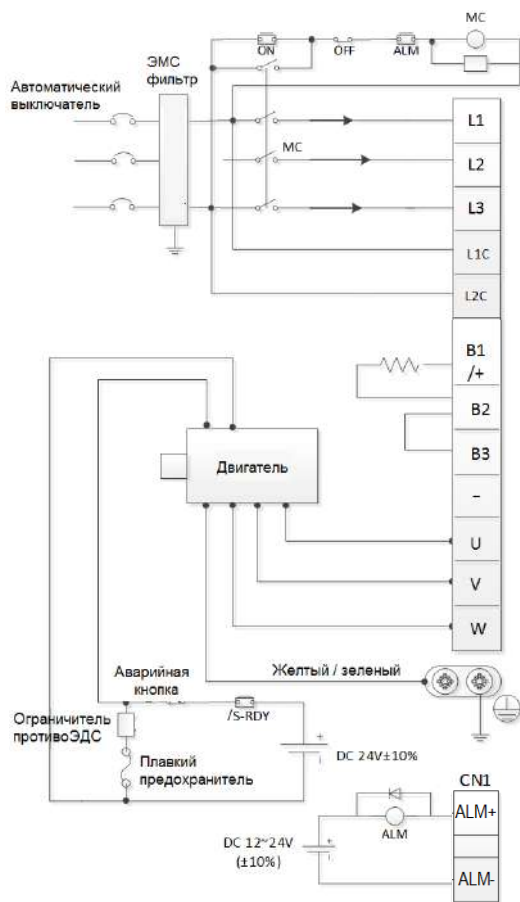 MC
ON
OFF
ALM
ЭМС
фильтр
Автоматический
выключатель
MC
L1
L2
L3
L1C
L2C
B1
/+
B2
B3
–
U
V
W
Двигатель
Желтый / зеленый
Аварийная
кнопка
/S-RDY
Ограничитель
противоЭДС
Плавкий
предохранитель
+
–
DC 24V±10%
CN1
ALM+
ALM-
ALM
DC 12~24V
(±10%)
+
–